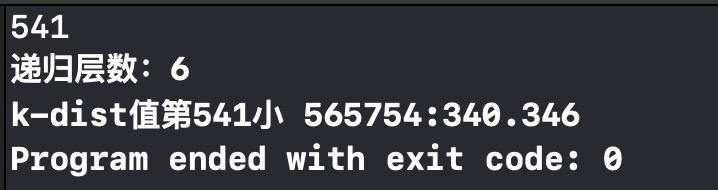 541
递归层数：6
k-dist值第541小 565754:340.346
Program ended with exit code: 0